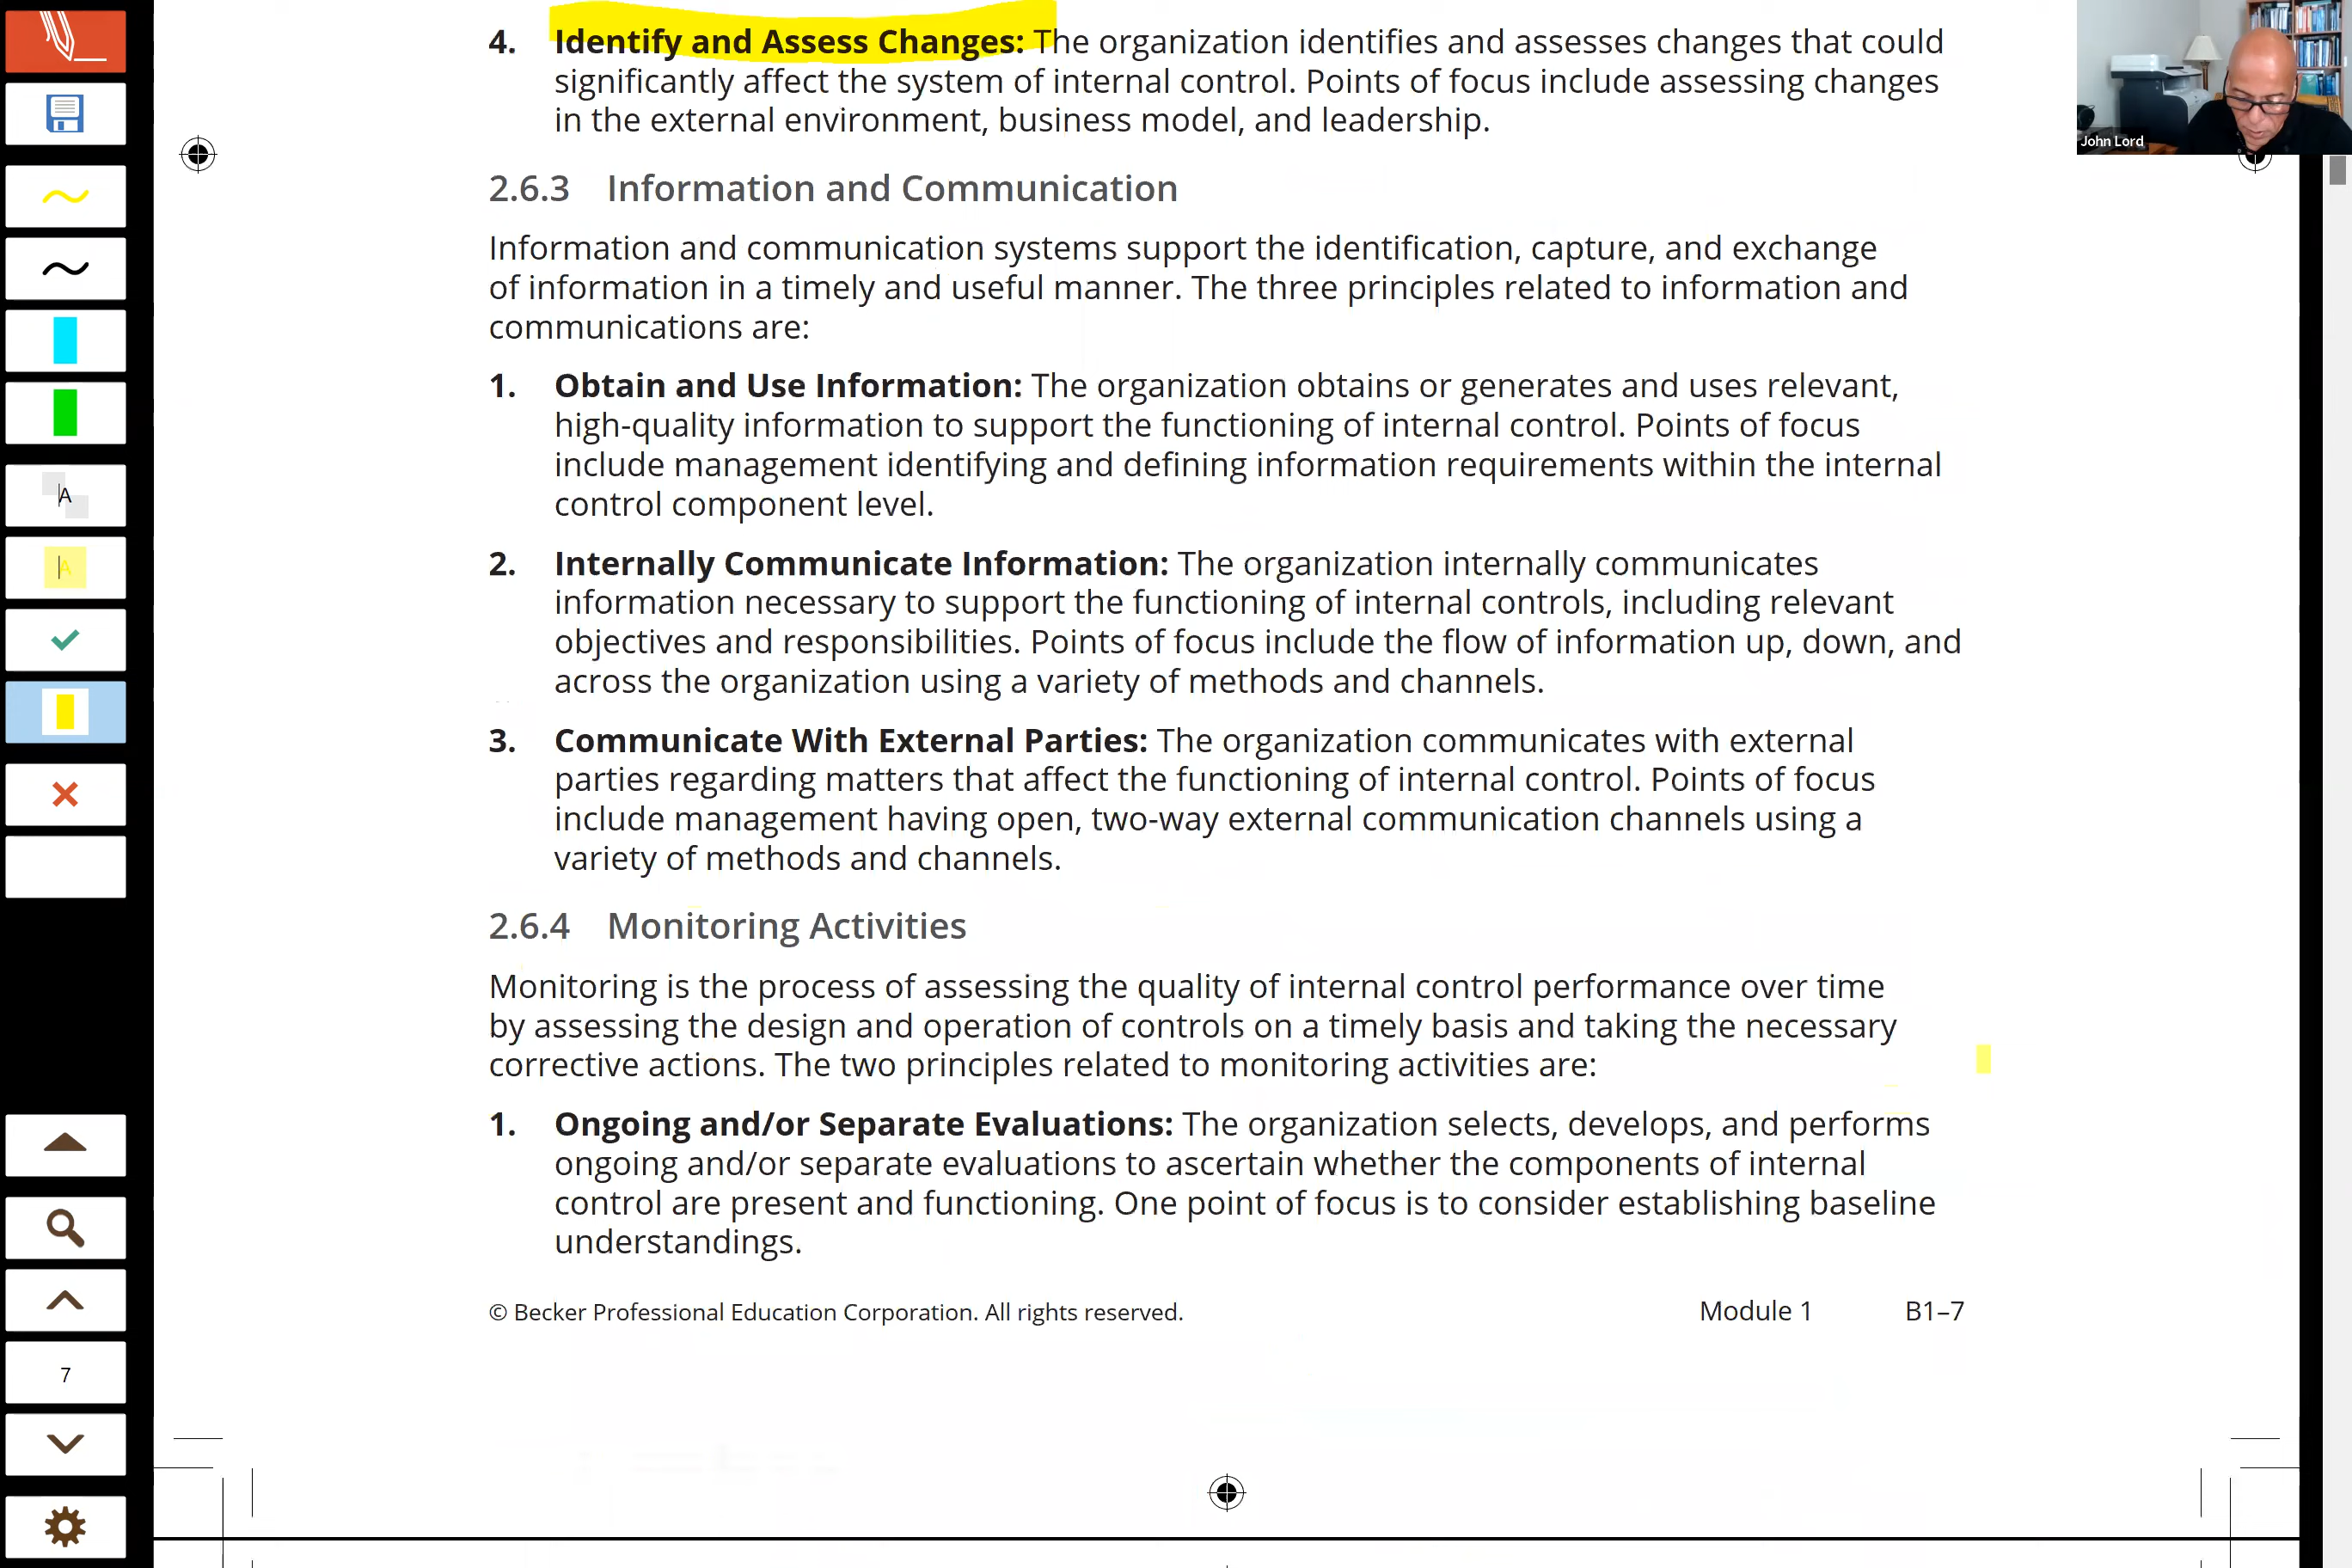 4. Identify and Assess Changes: The organization identifies and assesses changes that could
significantly affect the system of internal control. Points of focus include assessing changes
in the external environment, business model, and leadership.
John Lord
2.6.3 Information and Communication
Information and communication systems support the identification, capture, and exchange
of information in a timely and useful manner. The three principles related to information and
communications are:
1. Obtain and Use Information: The organization obtains or generates and uses relevant,
high-quality information to support the functioning of internal control. Points of focus
include management identifying and defining information requirements within the internal
control component level.
2. Internally Communicate Information: The organization internally communicates
information necessary to support the functioning of internal controls, including relevant
objectives and responsibilities. Points of focus include the flow of information up, down, and
across the organization using a variety of methods and channels.
3. Communicate With External Parties: The organization communicates with external
parties regarding matters that affect the functioning of internal control. Points of focus
include management having open, two-way external communication channels using a
variety of methods and channels.
2.6.4 Monitoring Activities
Monitoring is the process of assessing the quality of internal control performance over time
by assessing the design and operation of controls on a timely basis and taking the necessary
corrective actions. The two principles related to monitoring activities are:
1. Ongoing and/or Separate Evaluations: The organization selects, develops, and performs
ongoing and/or separate evaluations to ascertain whether the components of internal
control are present and functioning. One point of focus is to consider establishing baseline
understandings.
© Becker Professional Education Corporation. All rights reserved. Module 1 B1–7
A
A
7